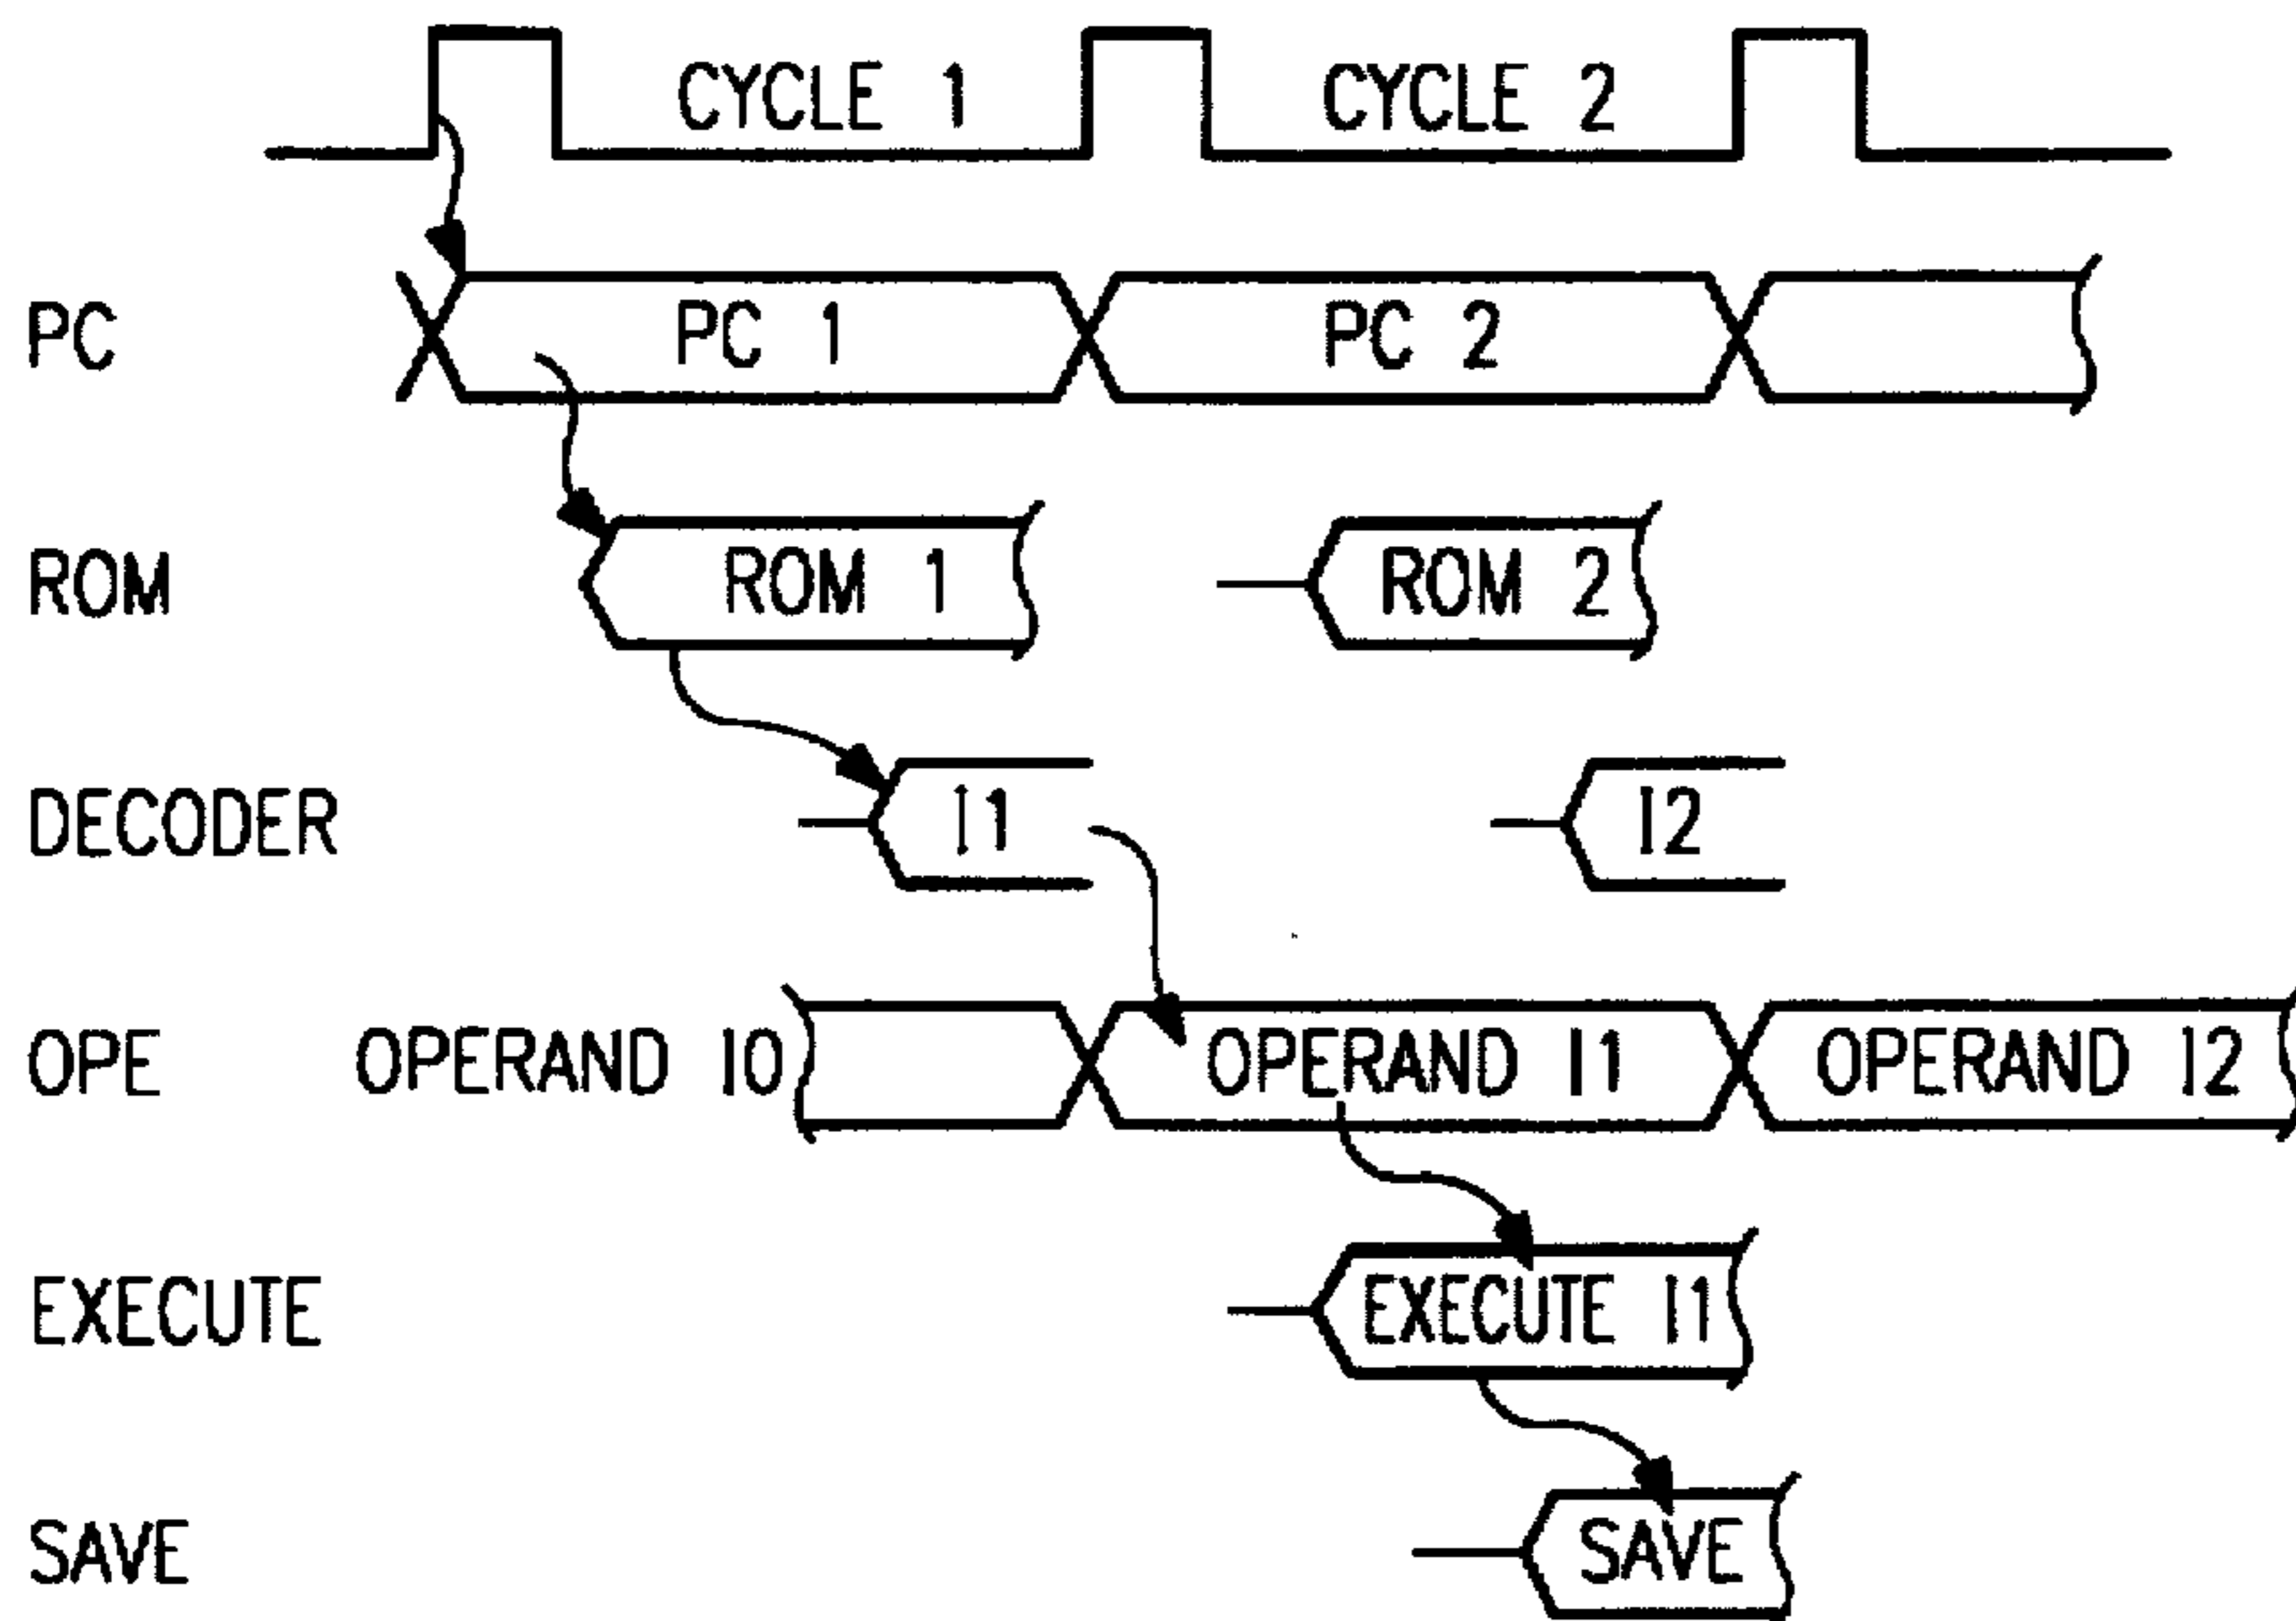 CYCLE 1 CYCLE 2
PC PC 1 PC 2
ROM ROM 1 ROM 2
DECODER I1 I2
OPE OPERAND I0 OPERAND I1 OPERAND I2
EXECUTE EXECUTE I1
SAVE SAVE